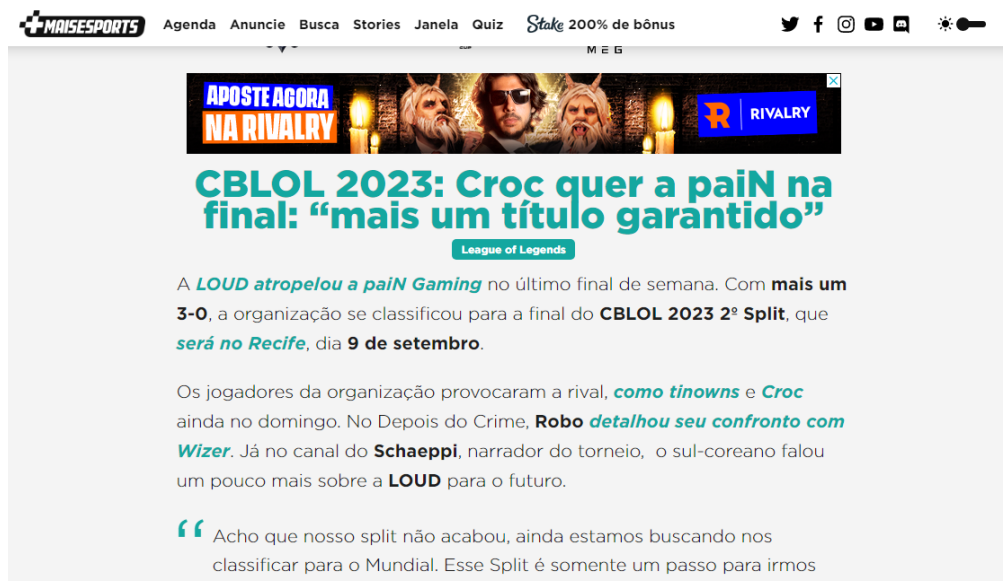 MAISESPORTS Agenda Anuncie Busca Stories Janela Quiz Stake 200% de bônus
MEG
APOSTE AGORA
NA RIVALRY
RIVALRY
CBLOL 2023: Croc quer a paiN na
final: “mais um título garantido”
League of Legends
A LOUD atropelou a paiN Gaming no último final de semana. Com mais um
3-0, a organização se classificou para a final do CBLOL 2023 2º Split, que
será no Recife, dia 9 de setembro.
Os jogadores da organização provocaram a rival, como tinowns e Croc
ainda no domingo. No Depois do Crime, Robo detalhou seu confronto com
Wizer. Já no canal do Schaeppi, narrador do torneio, o sul-coreano falou
um pouco mais sobre a LOUD para o futuro.
“ Acho que nosso split não acabou, ainda estamos buscando nos
classificar para o Mundial. Esse Split é somente um passo para irmos